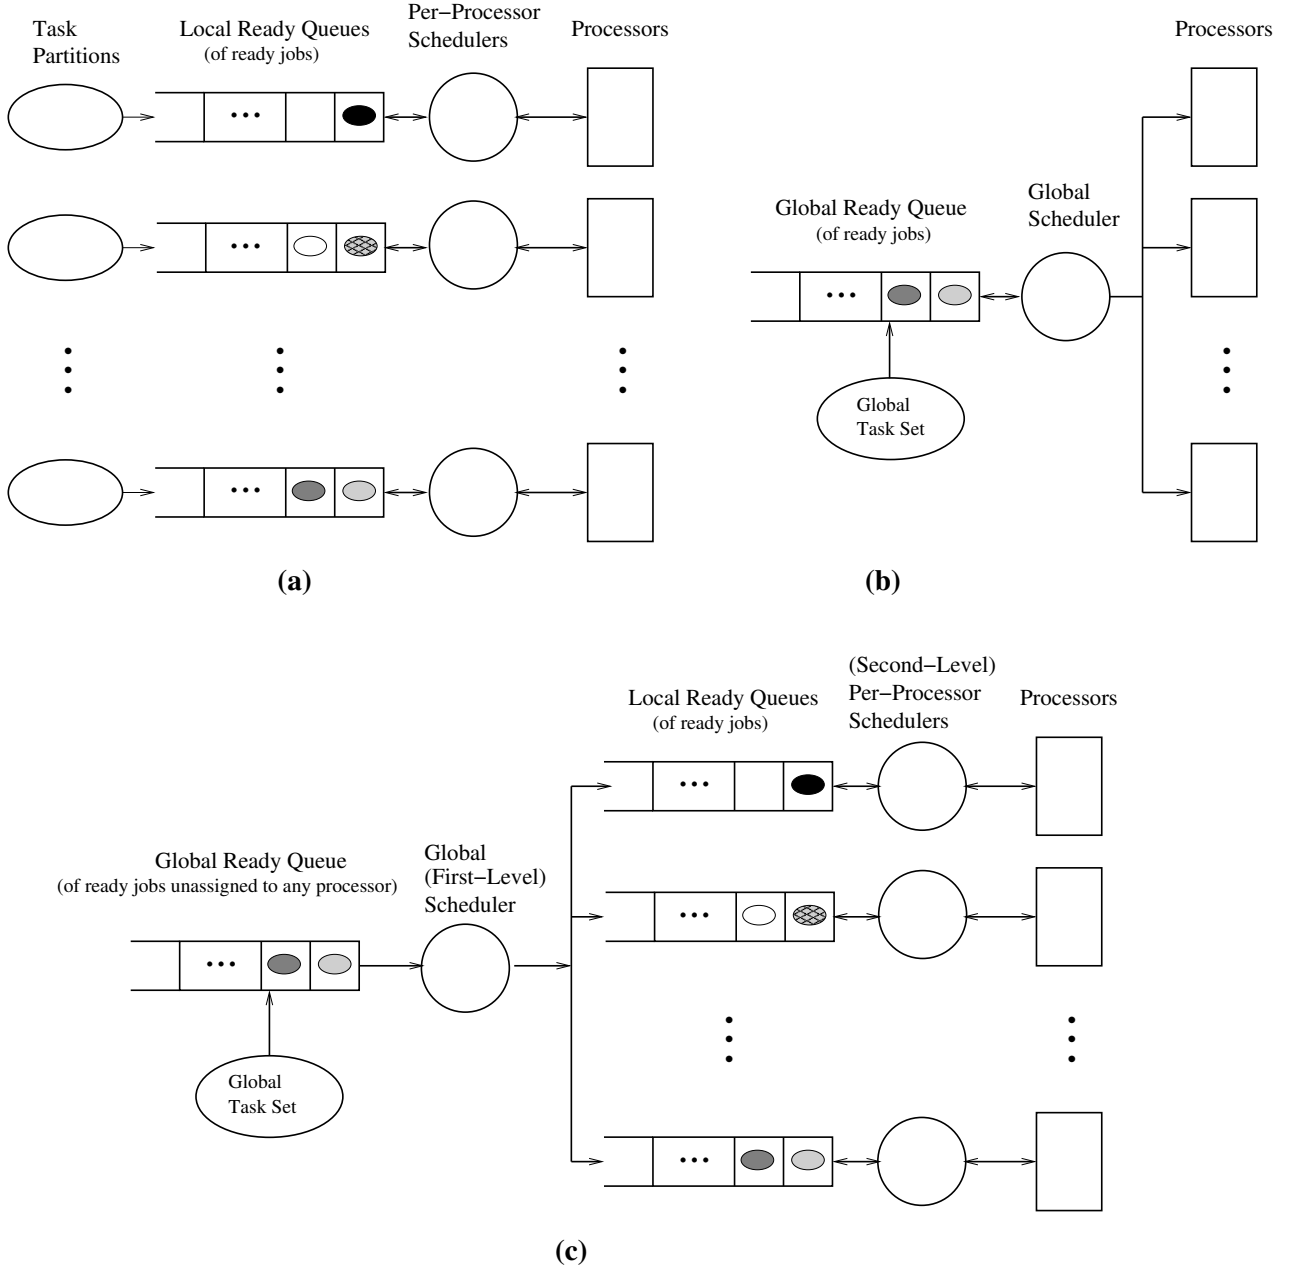 Task
Partitions
Local Ready Queues
(of ready jobs)
Per−Processor
Schedulers
Processors
Processors
Global Ready Queue
(of ready jobs)
Global
Scheduler
Global
Task Set
(a)
(b)
(Second−Level)
Per−Processor
Schedulers
Local Ready Queues
(of ready jobs)
Processors
Global Ready Queue
(of ready jobs unassigned to any processor)
Global
(First−Level)
Scheduler
Global
Task Set
(c)